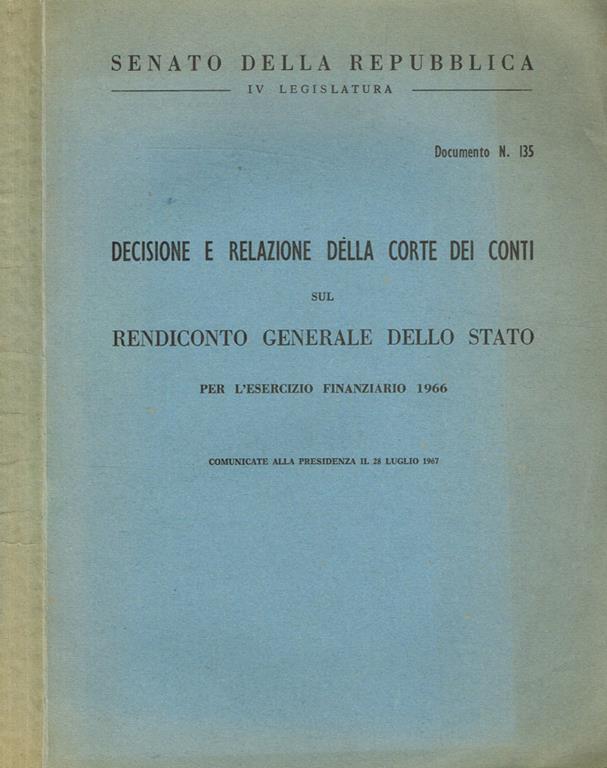 SENATO DELLA REPUBBLICA
IV LEGISLATURA
Documento N. 135
DECISIONE E RELAZIONE DELLA CORTE DEI CONTI
SUL
RENDICONTO GENERALE DELLO STATO
PER L'ESERCIZIO FINANZIARIO 1966
COMUNICATE ALLA PRESIDENZA IL 28 LUGLIO 1967